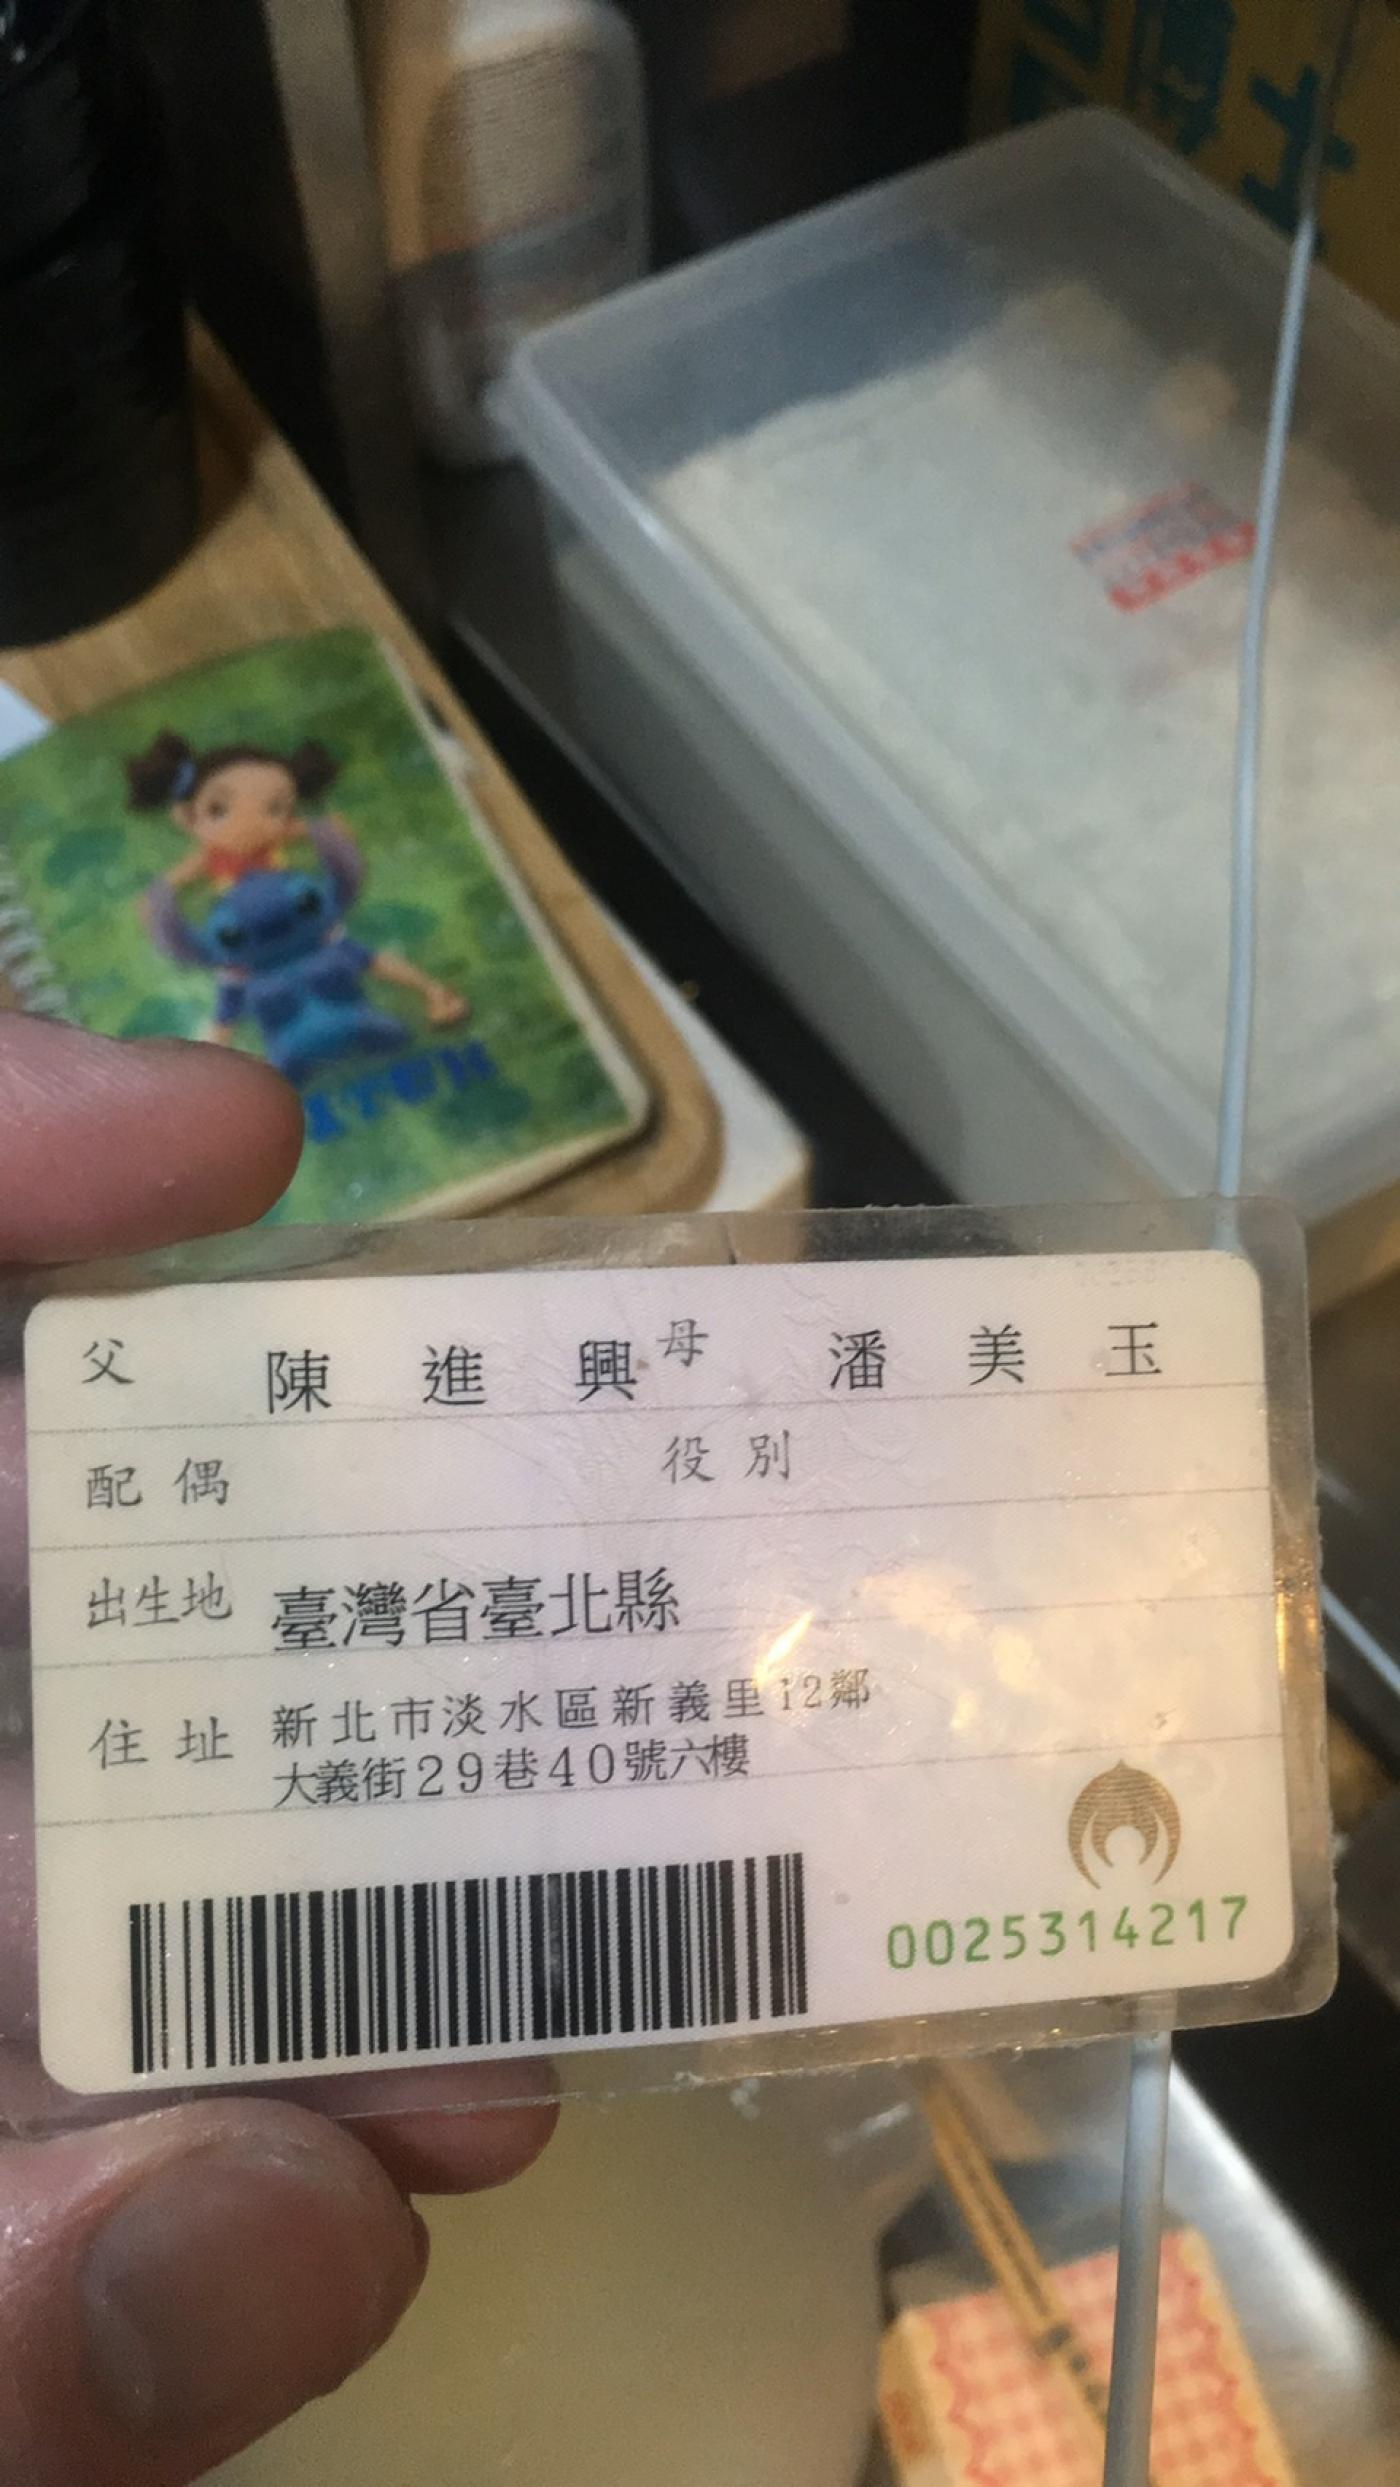 父 陳進興 母 潘美玉
配偶 役別
出生地 臺灣省臺北縣
住址 新北市淡水區新義里12鄰
大義街29巷40號六樓
0025314217